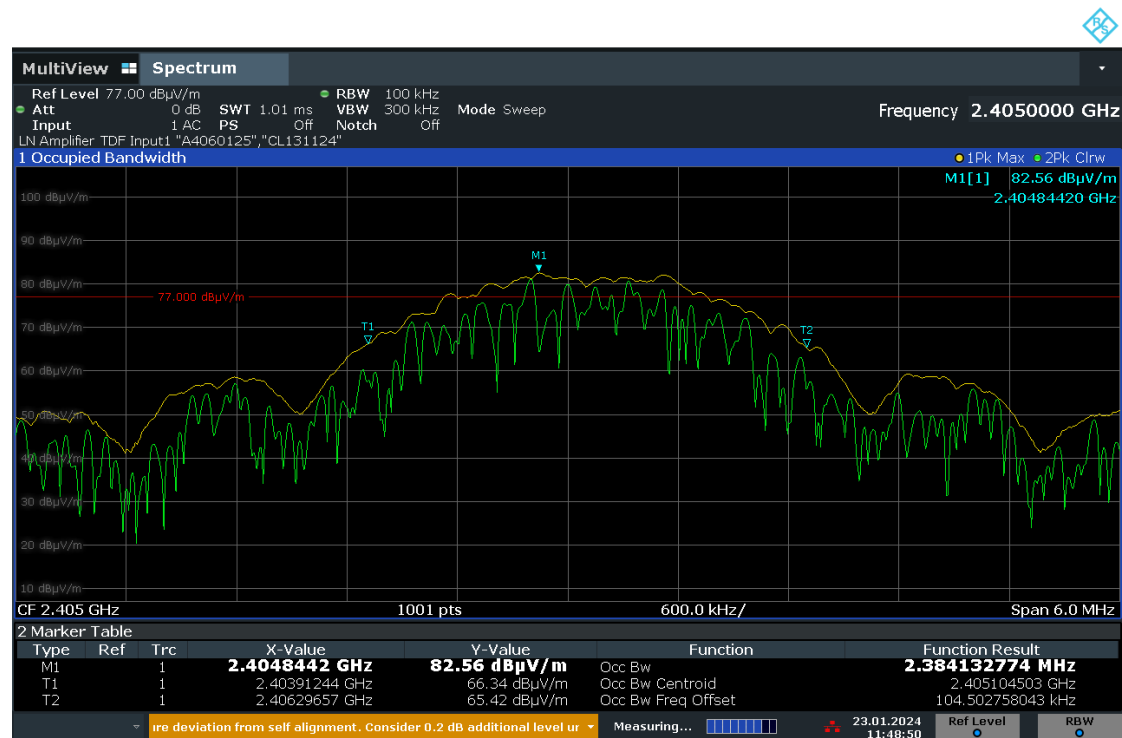 R S
MultiView Spectrum
Ref Level 77.00 dBµV/m RBW 100 kHz
Att 0 dB SWT 1.01 ms VBW 300 kHz Mode Sweep Frequency 2.4050000 GHz
Input 1 AC PS Off Notch Off
LN Amplifier TDF Input1 "A4060125","CL131124"
1 Occupied Bandwidth 1Pk Max 2Pk Clrw
M1[1] 82.56 dBµV/m
2.40484420 GHz
100 dBµV/m
90 dBµV/m
M1
80 dBµV/m
77.000 dBµV/m
70 dBµV/m T1 T2
60 dBµV/m
50 dBµV/m
40 dBµV/m
30 dBµV/m
20 dBµV/m
10 dBµV/m
CF 2.405 GHz 1001 pts 600.0 kHz/ Span 6.0 MHz
2 Marker Table
Type Ref Trc X-Value Y-Value Function Function Result
M1 1 2.4048442 GHz 82.56 dBµV/m Occ Bw 2.384132774 MHz
T1 1 2.40391244 GHz 66.34 dBµV/m Occ Bw Centroid 2.405104503 GHz
T2 1 2.40629657 GHz 65.42 dBµV/m Occ Bw Freq Offset 104.502758043 kHz
ıre deviation from self alignment. Consider 0.2 dB additional level ur Measuring... 23.01.2024 Ref Level RBW
11:48:50